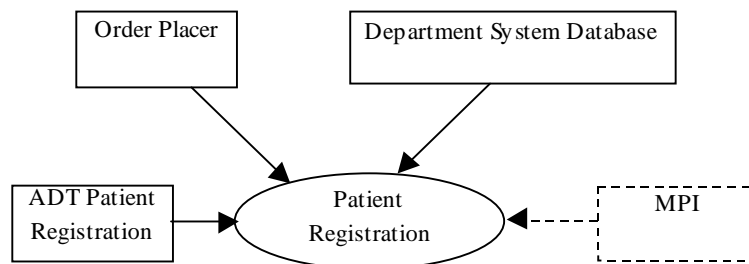 Order Placer
Department System Database
ADT Patient
Registration
Patient
Registration
MPI